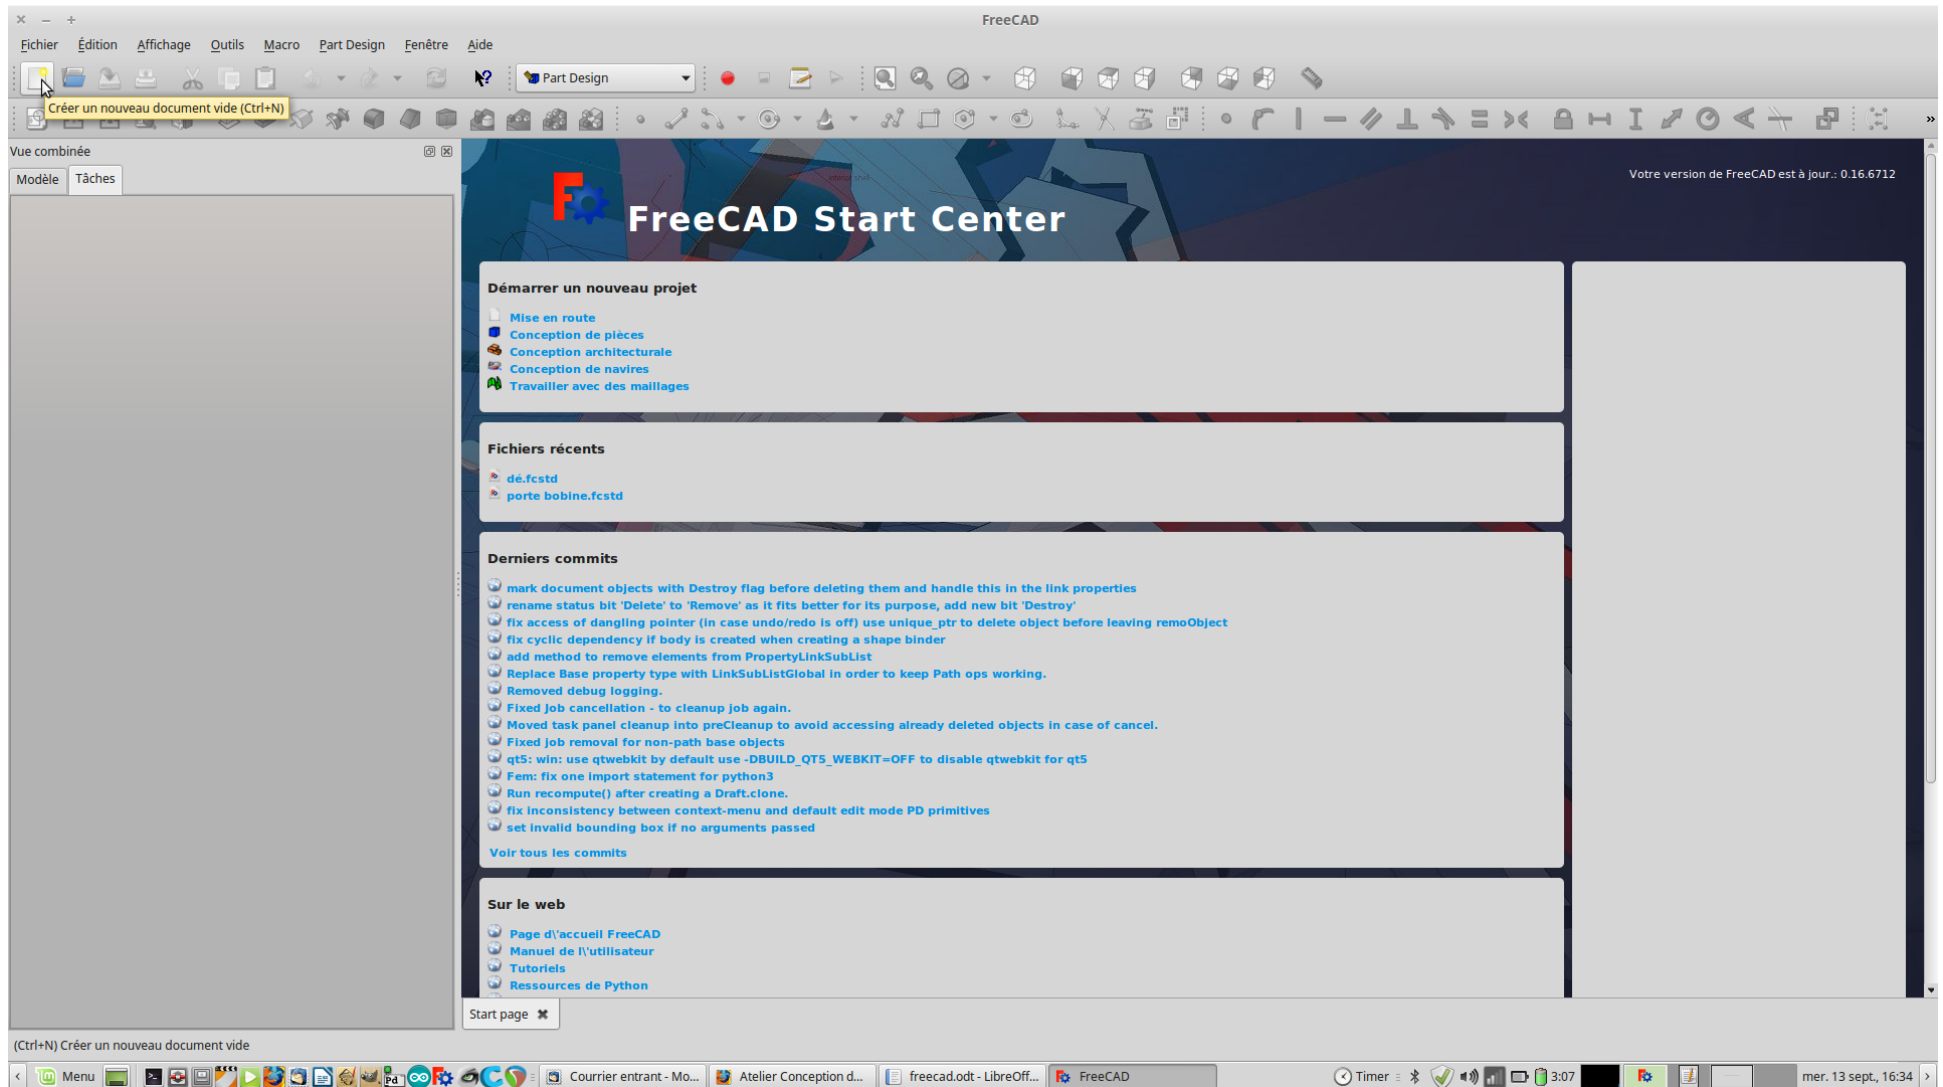 FreeCAD
Fichier Édition Affichage Outils Macro Part Design Fenêtre Aide
Part Design
Créer un nouveau document vide (Ctrl+N)
»
Vue combinée
Modèle Tâches
Votre version de FreeCAD est à jour.: 0.16.6712
FreeCAD Start Center
Démarrer un nouveau projet
Mise en route
Conception de pièces
Conception architecturale
Conception de navires
Travailler avec des maillages
Fichiers récents
dé.fcstd
porte bobine.fcstd
Derniers commits
mark document objects with Destroy flag before deleting them and handle this in the link properties
rename status bit 'Delete' to 'Remove' as it fits better for its purpose, add new bit 'Destroy'
fix access of dangling pointer (in case undo/redo is off) use unique_ptr to delete object before leaving remoObject
fix cyclic dependency if body is created when creating a shape binder
add method to remove elements from PropertyLinkSubList
Replace Base property type with LinkSubListGlobal in order to keep Path ops working.
Removed debug logging.
Fixed Job cancellation - to cleanup job again.
Moved task panel cleanup into preCleanup to avoid accessing already deleted objects in case of cancel.
Fixed job removal for non-path base objects
qt5: win: use qtwebkit by default use -DBUILD_QT5_WEBKIT=OFF to disable qtwebkit for qt5
Fem: fix one import statement for python3
Run recompute() after creating a Draft.clone.
fix inconsistency between context-menu and default edit mode PD primitives
set invalid bounding box if no arguments passed
Voir tous les commits
Sur le web
Page d\'accueil FreeCAD
Manuel de l\'utilisateur
Tutoriels
Ressources de Python
Start page
(Ctrl+N) Créer un nouveau document vide
Menu Pd Courrier entrant - Mo... Atelier Conception d... freecad.odt - LibreOff... FreeCAD Timer 3:07 mer. 13 sept., 16:34